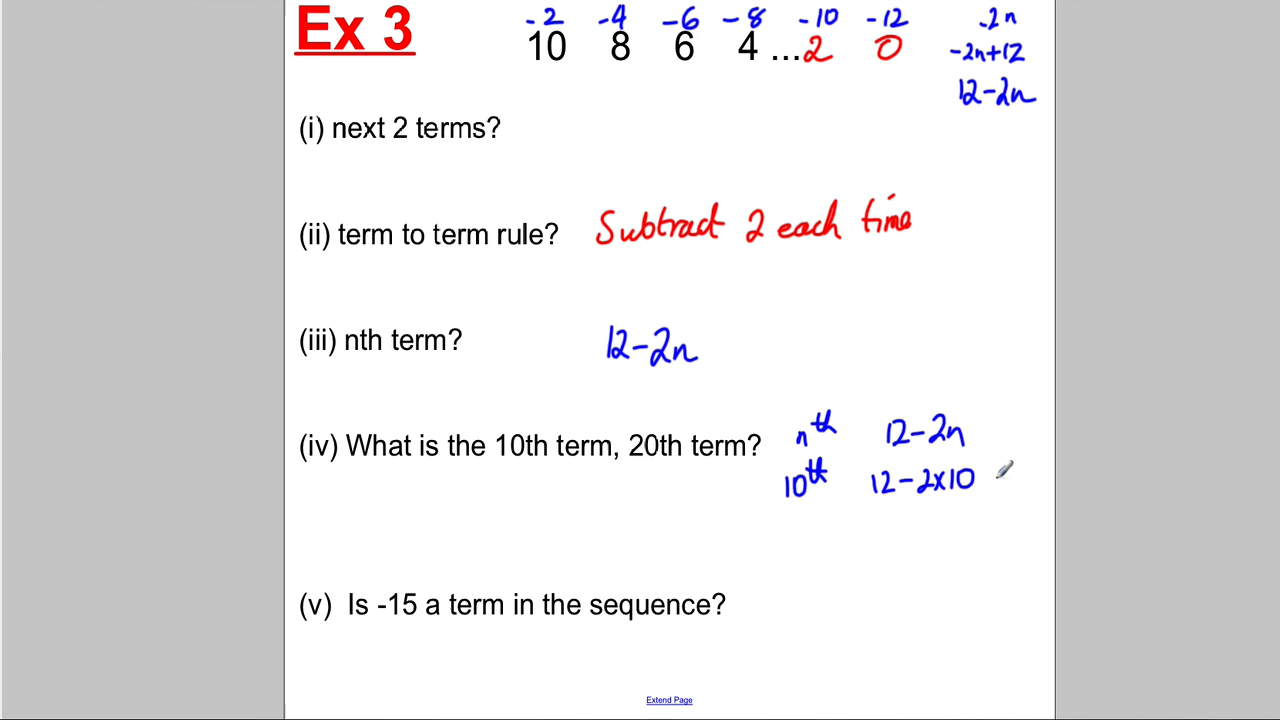 Ex 3
-2 -4 -6 -8 -10 -12 -2n
10 8 6 4 ... 2 0 -2n+12
12-2n
(i) next 2 terms?
(ii) term to term rule? Subtract 2 each time
(iii) nth term? 12-2n
(iv) What is the 10th term, 20th term? nth 12-2n
10th 12-2x10
(v) Is -15 a term in the sequence?
Extend Page